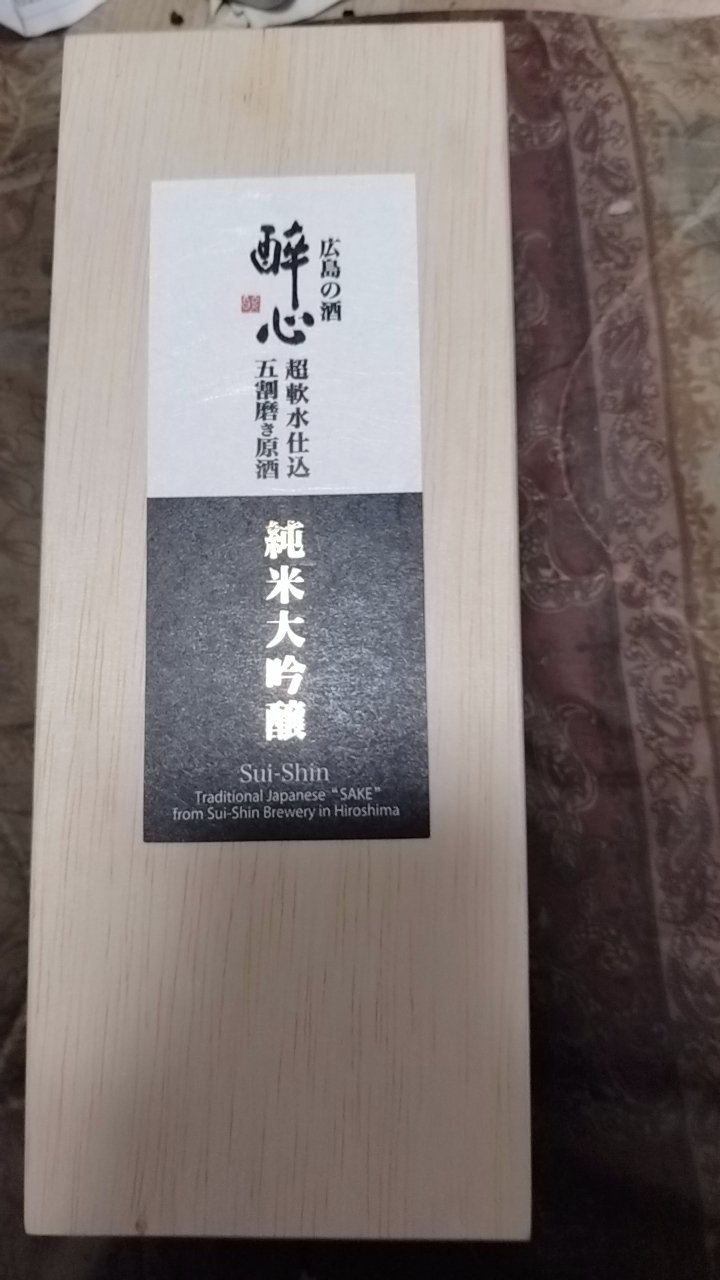 広島の酒
醉心
超軟水仕込
五割磨き原酒
純米大吟醸
Sui-Shin
Traditional Japanese “SAKE”
from Sui-Shin Brewery in Hiroshima